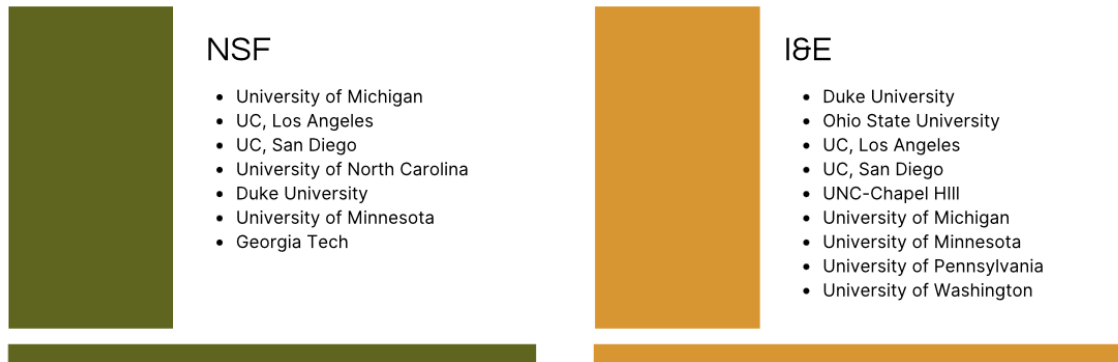 NSF
• University of Michigan
• UC, Los Angeles
• UC, San Diego
• University of North Carolina
• Duke University
• University of Minnesota
• Georgia Tech
I&E
• Duke University
• Ohio State University
• UC, Los Angeles
• UC, San Diego
• UNC-Chapel HIll
• University of Michigan
• University of Minnesota
• University of Pennsylvania
• University of Washington